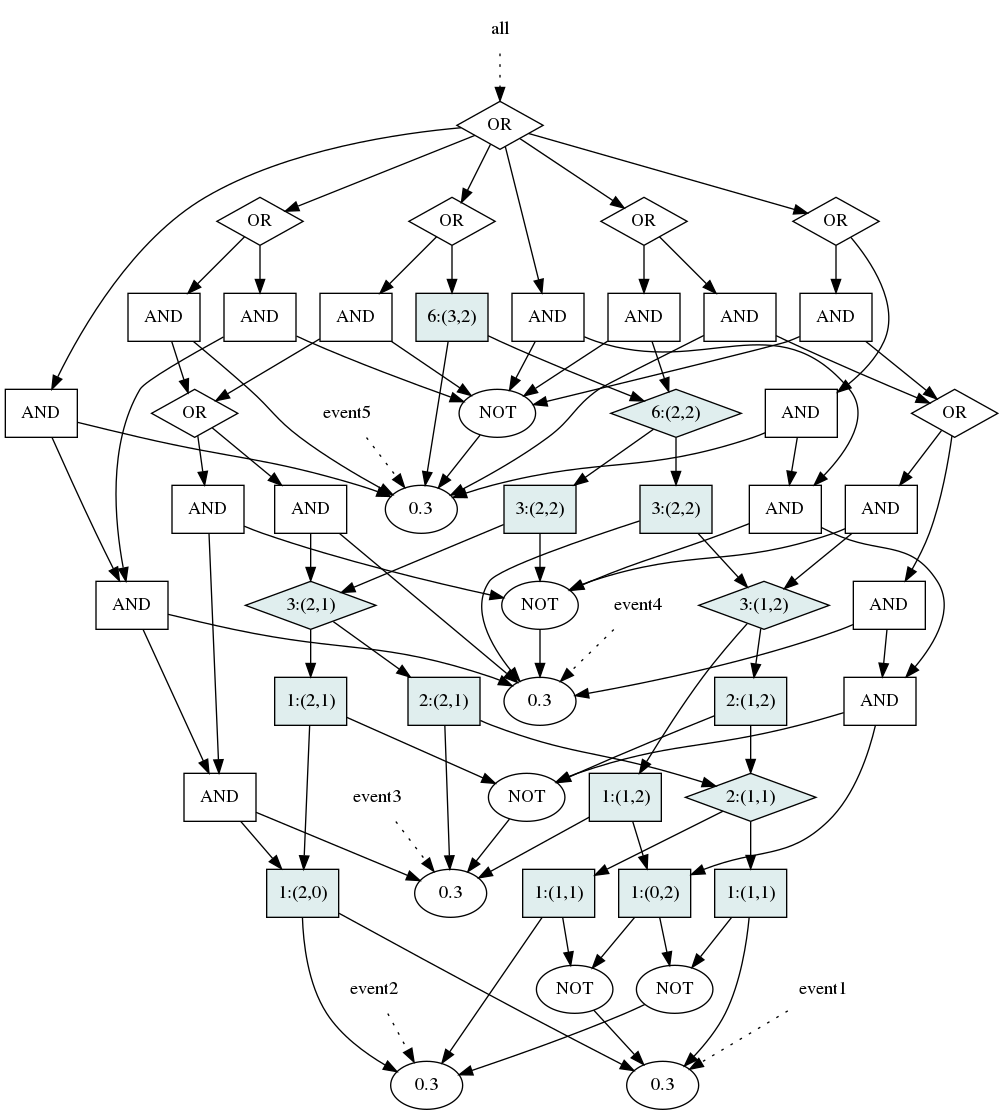 all
OR
OR OR OR OR
AND AND AND 6:(3,2) AND AND AND AND
AND OR event5 NOT 6:(2,2) AND OR
AND AND 0.3 3:(2,2) 3:(2,2) AND AND
AND 3:(2,1) NOT event4 3:(1,2) AND
1:(2,1) 2:(2,1) 0.3 2:(1,2) AND
AND event3 NOT 1:(1,2) 2:(1,1)
1:(2,0) 0.3 1:(1,1) 1:(0,2) 1:(1,1)
event2 NOT NOT event1
0.3 0.3